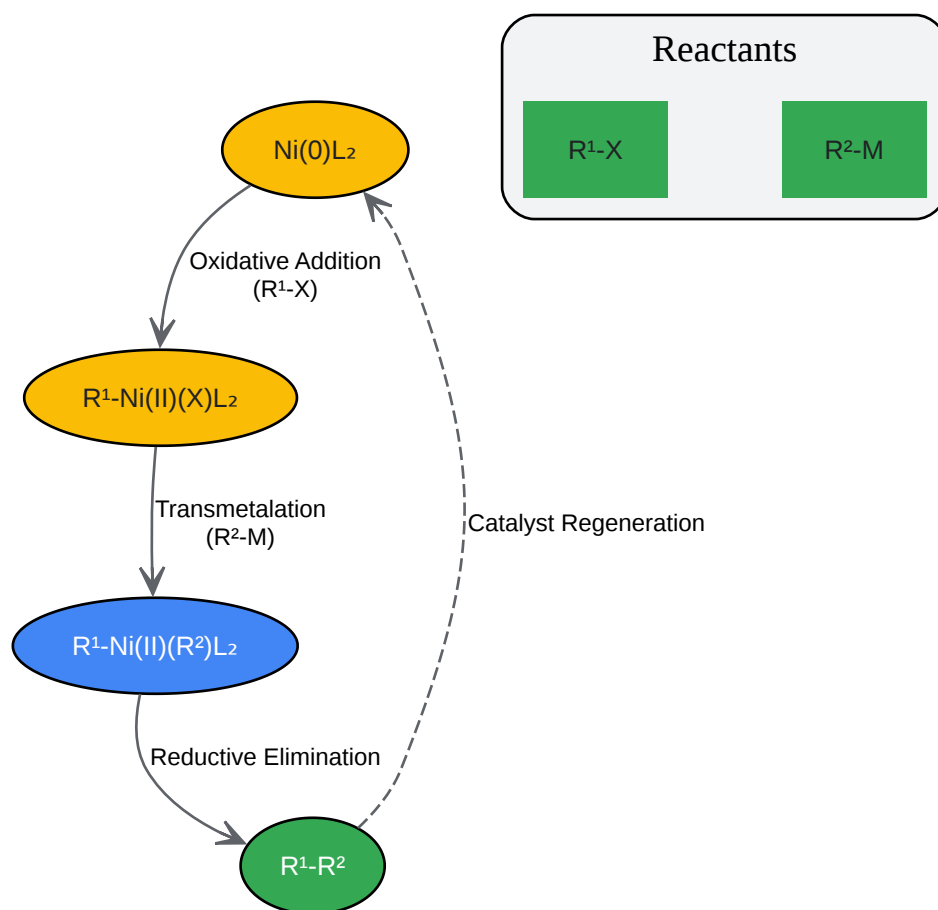 Reactants
R¹-X
R²-M
Ni(0)L₂
Oxidative Addition
(R¹-X)
R¹-Ni(II)(X)L₂
Transmetalation
(R²-M)
Catalyst Regeneration
R¹-Ni(II)(R²)L₂
Reductive Elimination
R¹-R²